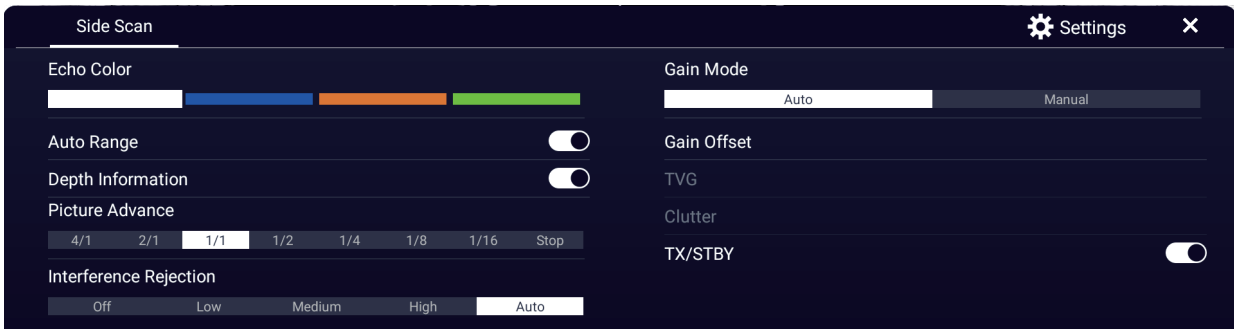 Side Scan
Settings
Echo Color
Auto Range
Depth Information
Picture Advance
4/1 2/1 1/1 1/2 1/4 1/8 1/16 Stop
Interference Rejection
Off Low Medium High Auto
Gain Mode
Auto Manual
Gain Offset
TVG
Clutter
TX/STBY